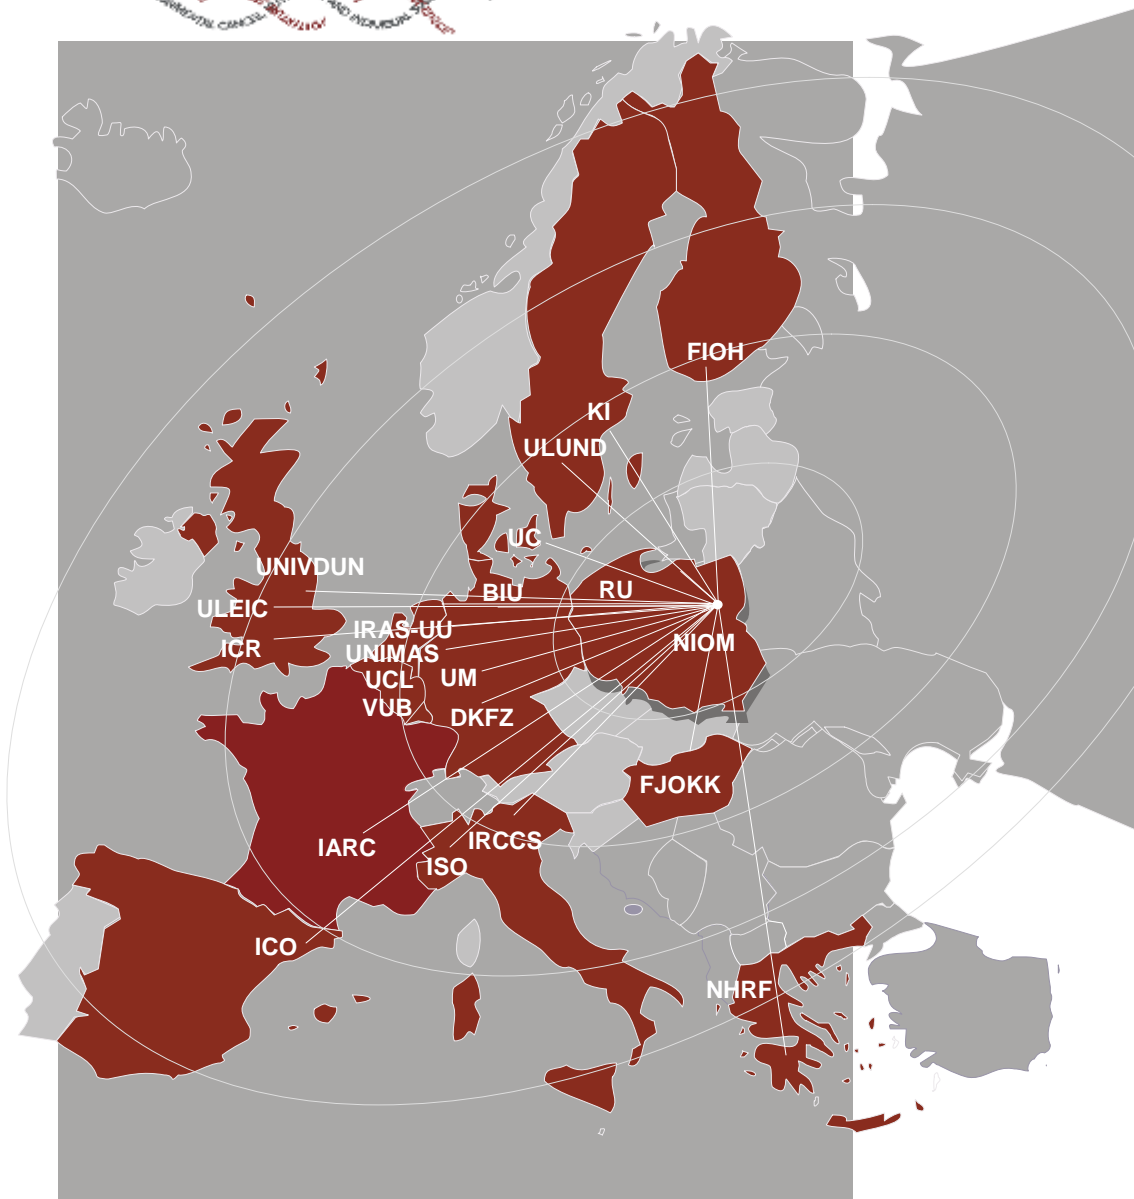 FIOH
KI
ULUND
UC
UNIVDUN
BIU
RU
ULEIC
IRAS-UU
ICR
UNIMAS
NIOM
UCL
UM
VUB
DKFZ
FJOKK
IARC
IRCCS
ISO
ICO
NHRF